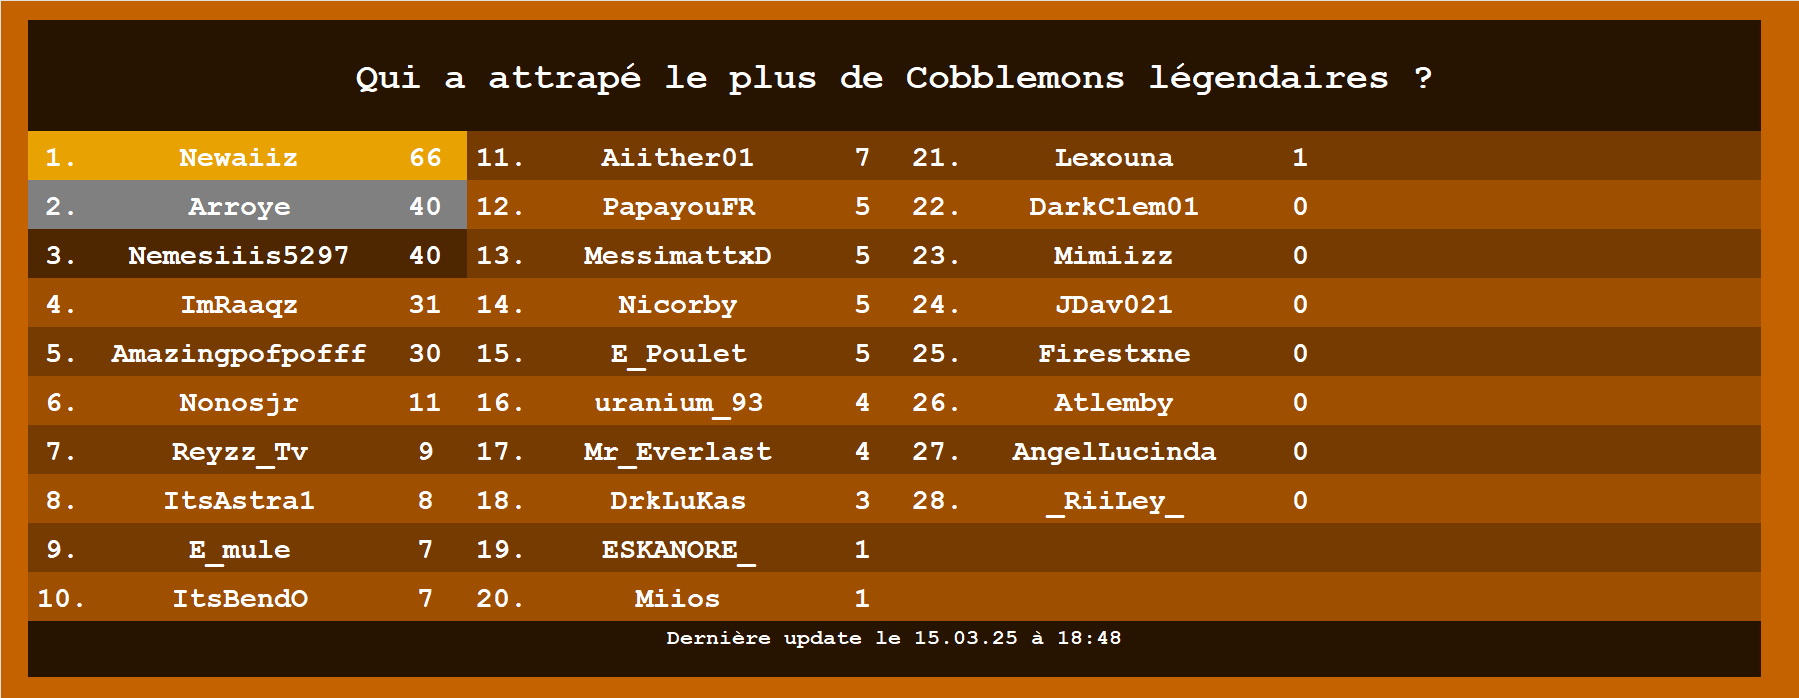 Qui a attrapé le plus de Cobblemons légendaires ?
1. Newaiiz 66 11. Aiither01 7 21. Lexouna 1
2. Arroye 40 12. PapayouFR 5 22. DarkClem01 0
3. Nemesiiis5297 40 13. MessimattxD 5 23. Mimiizz 0
4. ImRaaqz 31 14. Nicorby 5 24. JDav021 0
5. Amazingpofpofff 30 15. E_Poulet 5 25. Firestxne 0
6. Nonosjr 11 16. uranium_93 4 26. Atlemby 0
7. Reyzz_Tv 9 17. Mr_Everlast 4 27. AngelLucinda 0
8. ItsAstra1 8 18. DrkLuKas 3 28. _RiiLey_ 0
9. E_mule 7 19. ESKANORE_ 1
10. ItsBendO 7 20. Miios 1
Dernière update le 15.03.25 à 18:48